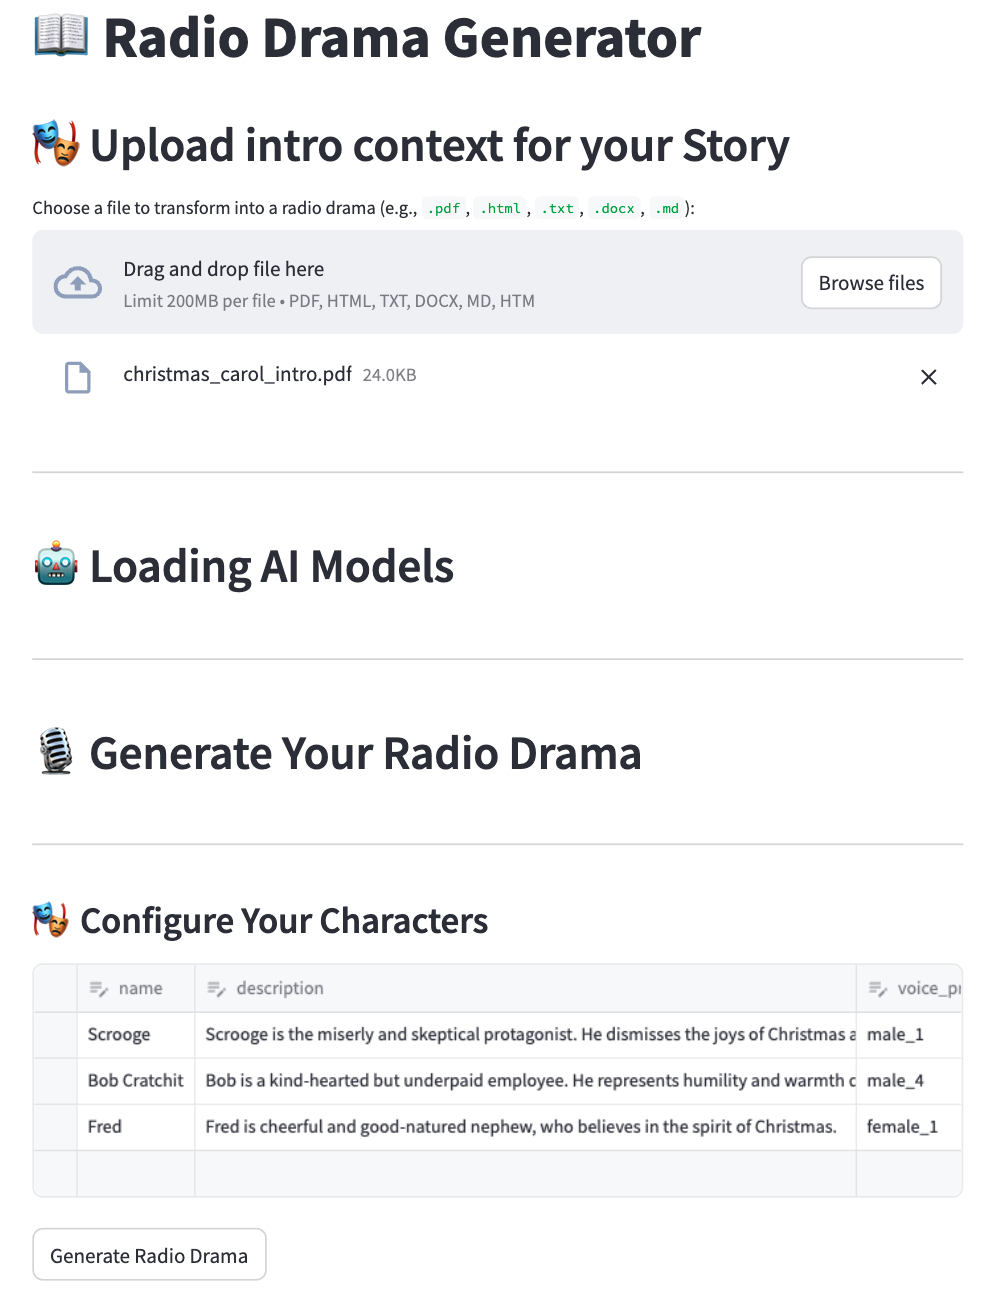 Radio Drama Generator
Upload intro context for your Story
Choose a file to transform into a radio drama (e.g., .pdf, .html, .txt, .docx, .md):
Drag and drop file here
Limit 200MB per file • PDF, HTML, TXT, DOCX, MD, HTM
Browse files
christmas_carol_intro.pdf 24.0KB
Loading AI Models
Generate Your Radio Drama
Configure Your Characters
name description voice_pr
Scrooge Scrooge is the miserly and skeptical protagonist. He dismisses the joys of Christmas a male_1
Bob Cratchit Bob is a kind-hearted but underpaid employee. He represents humility and warmth male_4
Fred Fred is cheerful and good-natured nephew, who believes in the spirit of Christmas. female_1
Generate Radio Drama